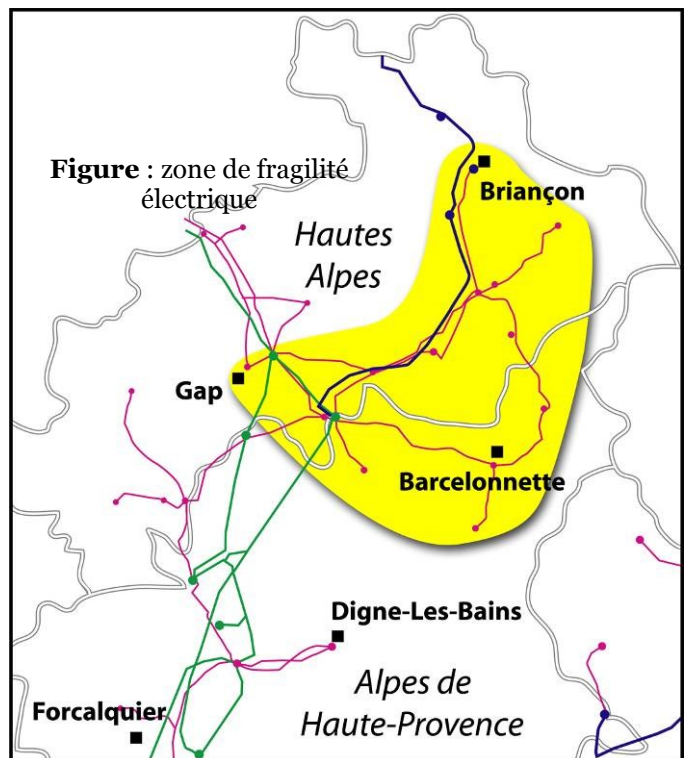 Figure : zone de fragilité
électrique
Briançon
Hautes
Alpes
Gap
Barcelonnette
Digne-Les-Bains
Alpes de
Haute-Provence
Forcalquier